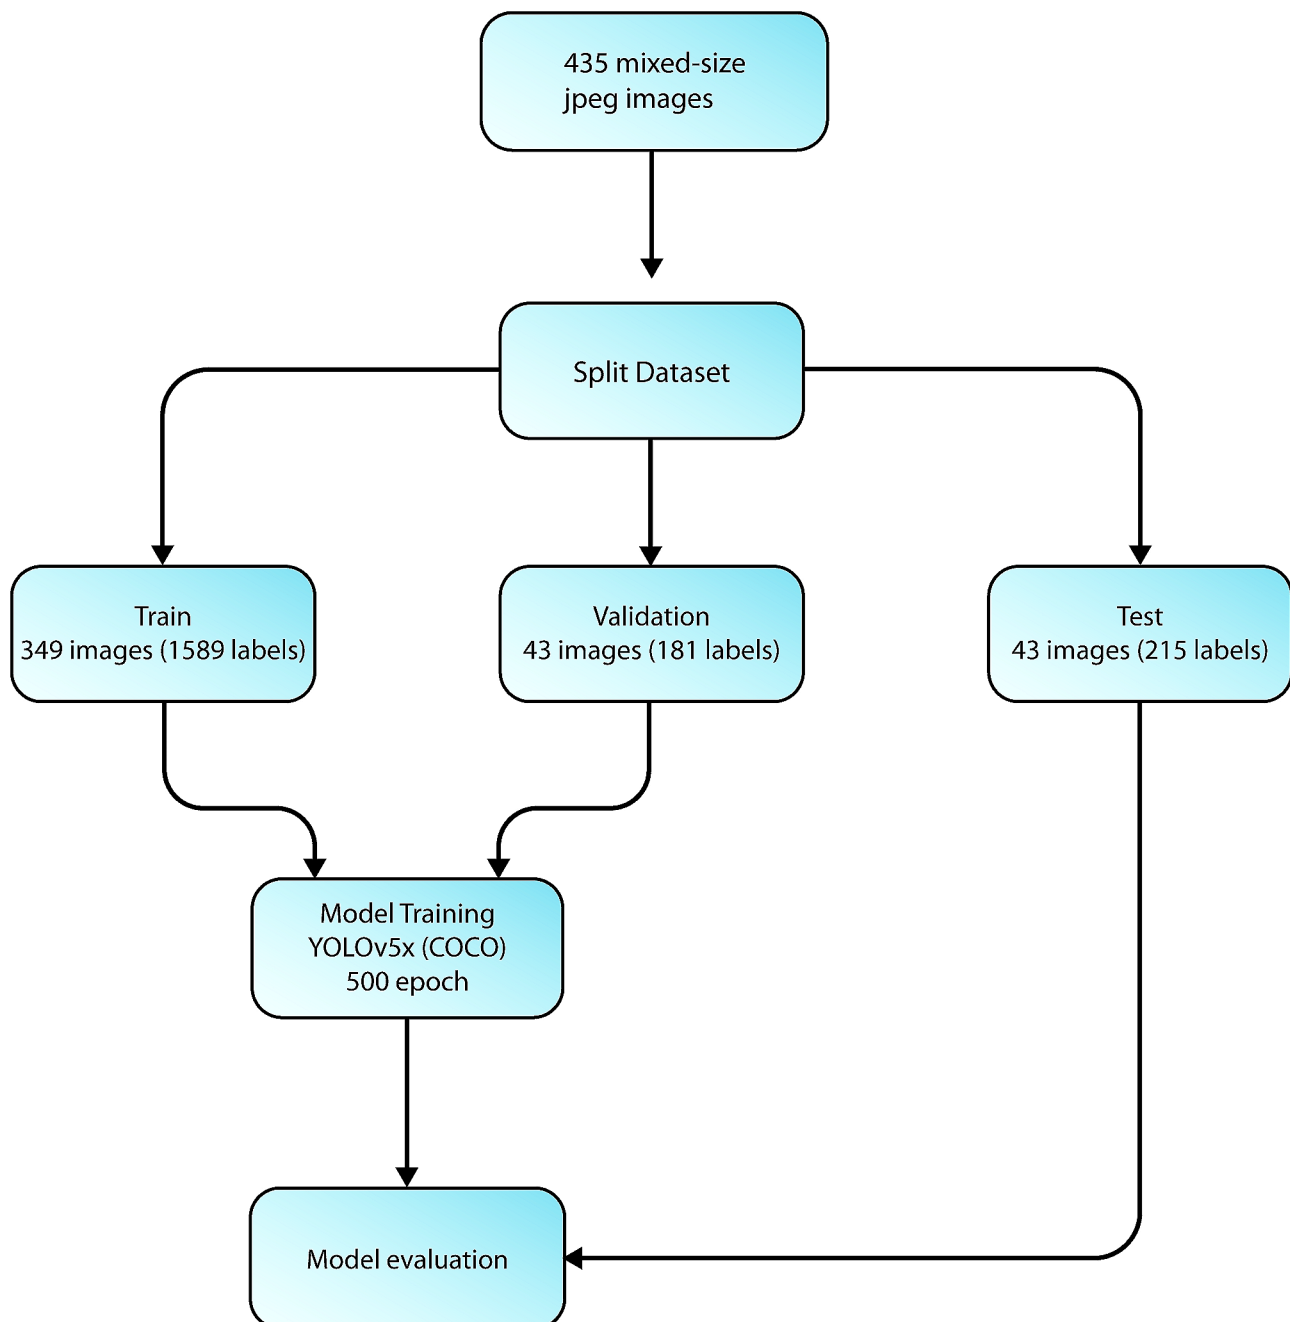 435 mixed-size
jpeg images
Split Dataset
Train
349 images (1589 labels)
Validation
43 images (181 labels)
Test
43 images (215 labels)
Model Training
YOLOv5x (COCO)
500 epoch
Model evaluation